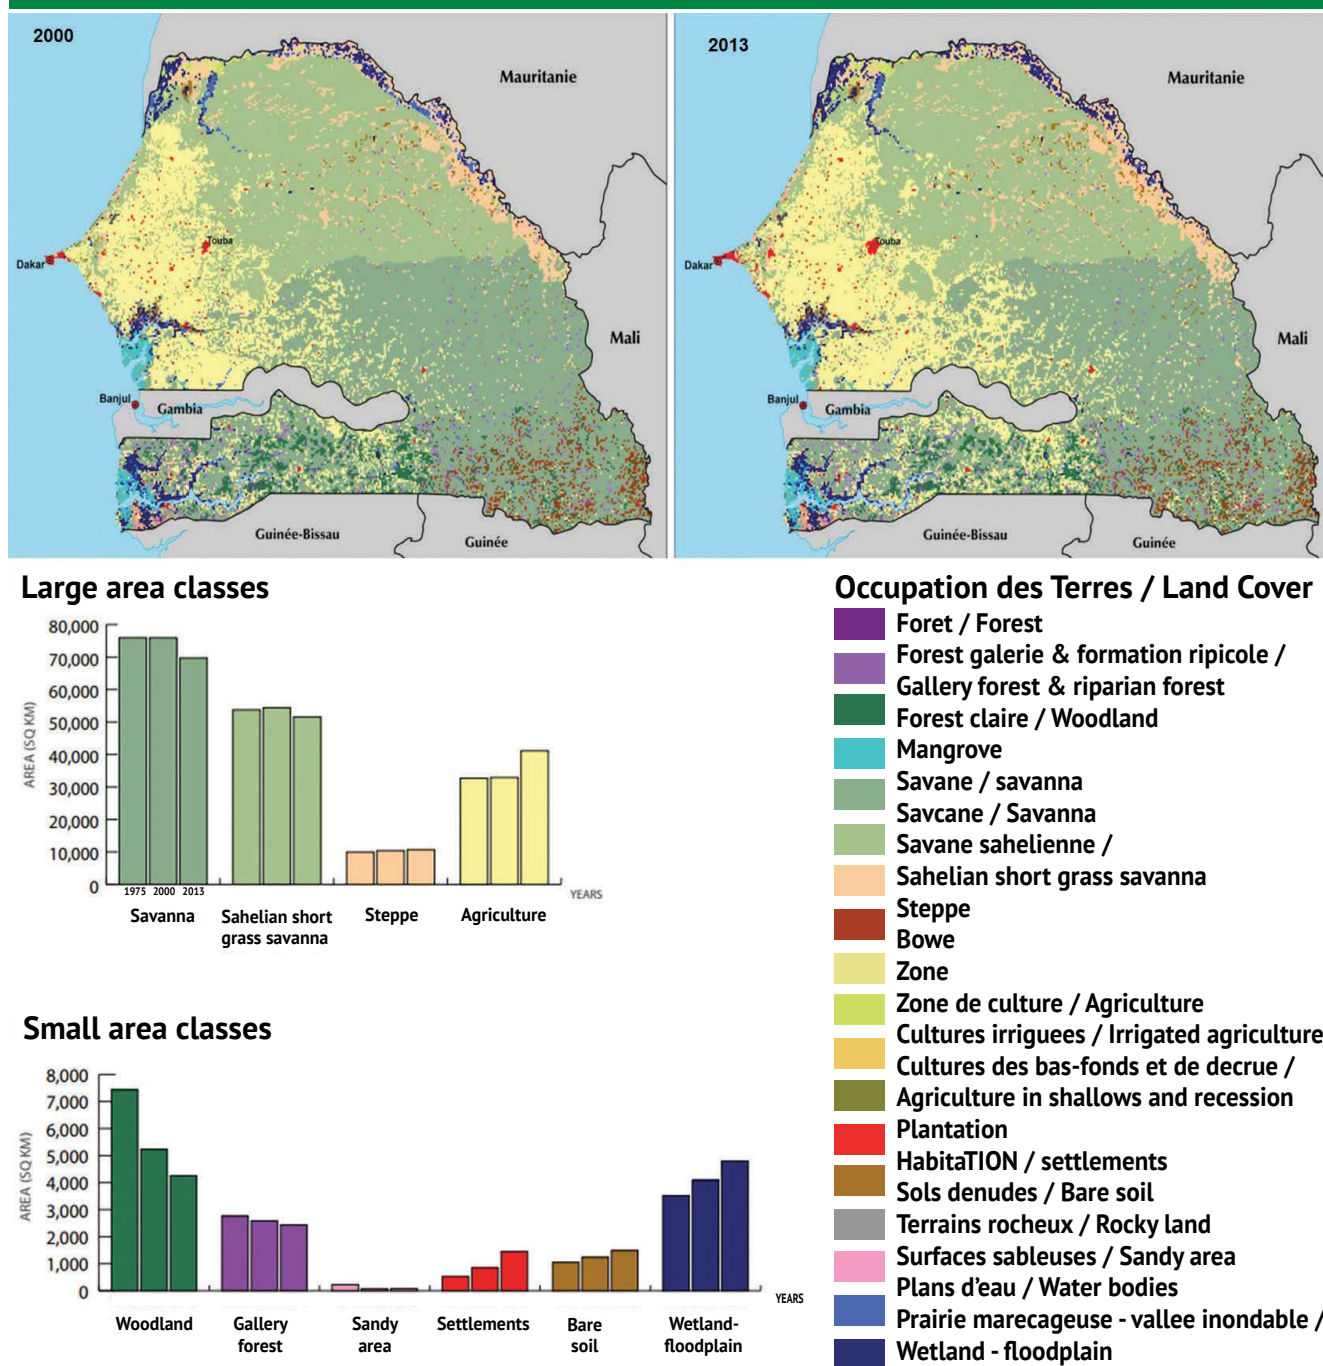 2000
Mauritanie
Touba
Dakar
Mali
Banjul
Gambia
Guinée-Bissau
Guinée
2013
Mauritanie
Touba
Dakar
Mali
Banjul
Gambia
Guinée-Bissau
Guinée
Large area classes
AREA (SQ KM)
80,000
70,000
60,000
50,000
40,000
30,000
20,000
10,000
0
1975 2000 2013
YEARS
Savanna
Sahelian short
grass savanna
Steppe
Agriculture
Small area classes
AREA (SQ KM)
8,000
7,000
6,000
5,000
4,000
3,000
2,000
1,000
0
YEARS
Woodland
Gallery
forest
Sandy
area
Settlements
Bare
soil
Wetland-
floodplain
Occupation des Terres / Land Cover
Foret / Forest
Forest galerie & formation ripicole /
Gallery forest & riparian forest
Forest claire / Woodland
Mangrove
Savane / savanna
Savcane / Savanna
Savane sahelienne /
Sahelian short grass savanna
Steppe
Bowe
Zone
Zone de culture / Agriculture
Cultures irriguees / Irrigated agriculture
Cultures des bas-fonds et de decrue /
Agriculture in shallows and recession
Plantation
HabitaTION / settlements
Sols denudes / Bare soil
Terrains rocheux / Rocky land
Surfaces sableuses / Sandy area
Plans d'eau / Water bodies
Prairie marecageuse - vallee inondable /
Wetland - floodplain